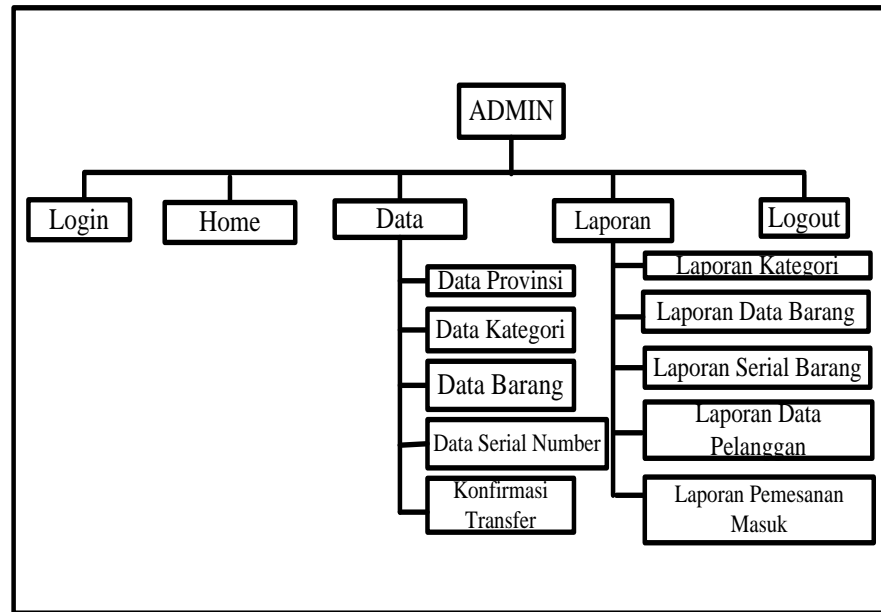 ADMIN
Login
Home
Data
Laporan
Logout
Data Provinsi
Data Kategori
Data Barang
Data Serial Number
Konfirmasi
Transfer
Laporan Kategori
Laporan Data Barang
Laporan Serial Barang
Laporan Data
Pelanggan
Laporan Pemesanan
Masuk